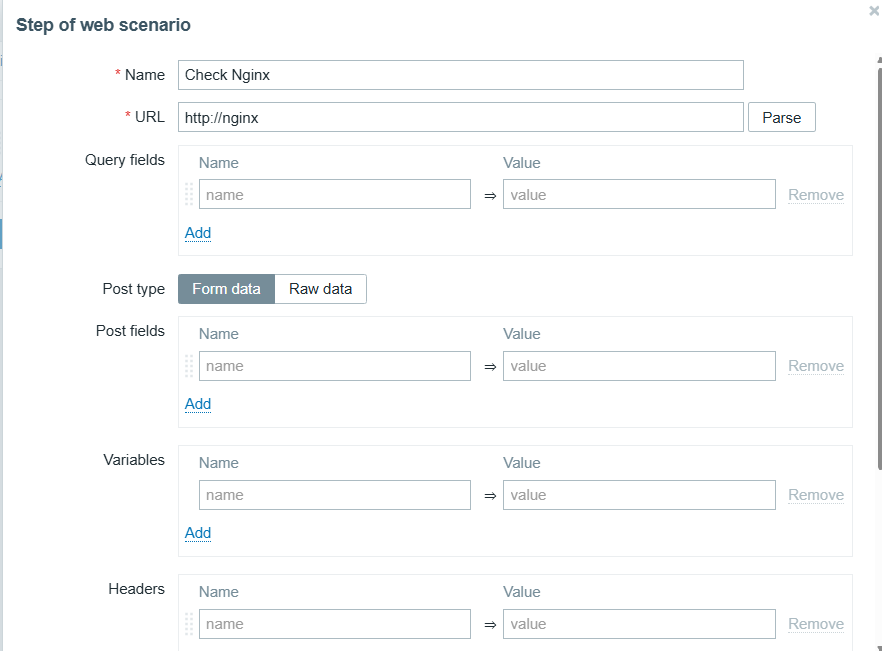 Step of web scenario
* Name Check Nginx
* URL http://nginx Parse
Query fields Name Value
name ⇒ value Remove
Add
Post type Form data Raw data
Post fields Name Value
name ⇒ value Remove
Add
Variables Name Value
name ⇒ value Remove
Add
Headers Name Value
name ⇒ value Remove